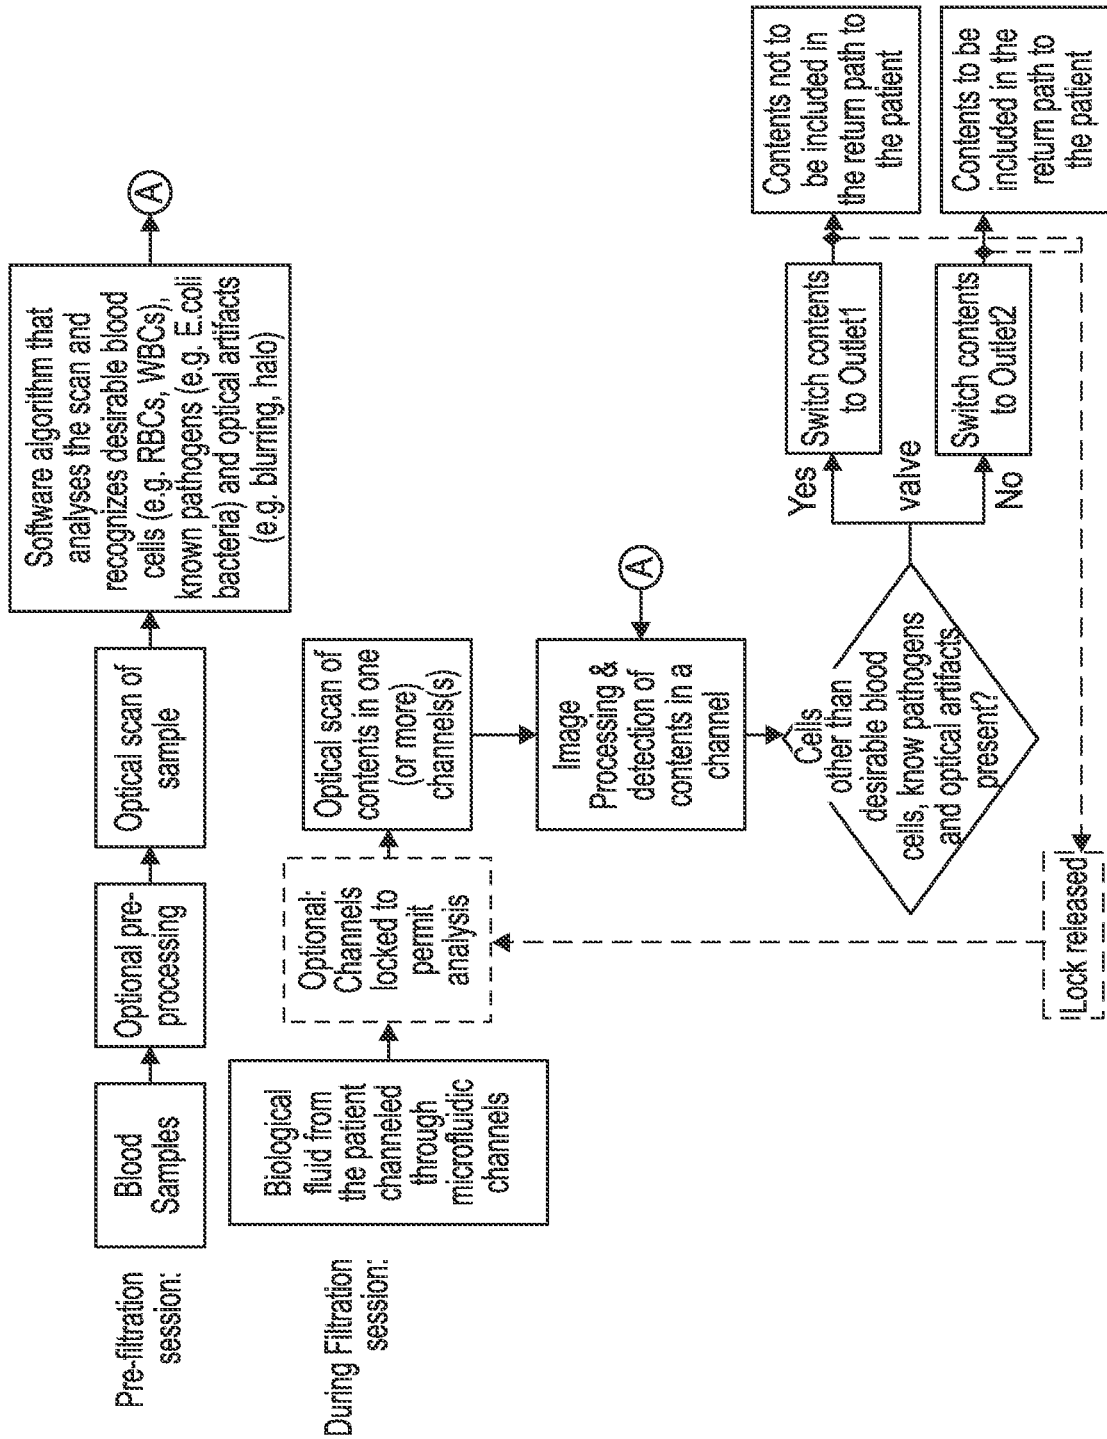 Pre-filtration
session:
Blood
Samples
Optional pre-
processing
Optical scan of
sample
Software algorithm that
analyses the scan and
recognizes desirable blood
cells (e.g. RBCs, WBCs),
known pathogens (e.g. E.coli
bacteria) and optical artifacts
(e.g. blurring, halo)
A
During Filtration
session:
Biological
fluid from
the patient
channeled
through
microfluidic
channels
Optional:
Channels
locked to
permit
analysis
Optical scan of
contents in one
(or more)
channels(s)
A
Image
Processing &
detection of
contents in a
channel
Cells
other than
desirable blood
cells, know pathogens
and optical artifacts
present?
Yes
valve
No
Switch contents
to Outlet1
Contents not to
be included in
the return path to
the patient
Switch contents
to Outlet2
Contents to be
included in the
return path to
the patient
Lock released